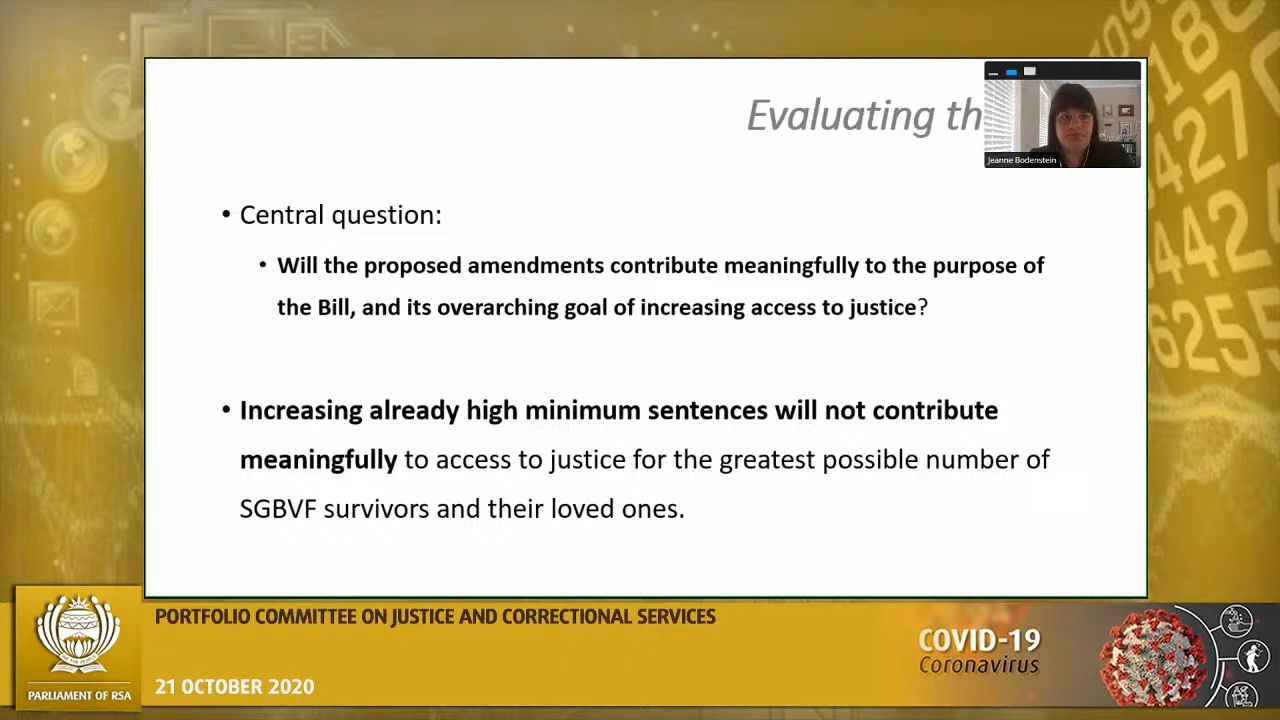 Evaluating th
Jeanne Bodenstein
• Central question:
• Will the proposed amendments contribute meaningfully to the purpose of
the Bill, and its overarching goal of increasing access to justice?
• Increasing already high minimum sentences will not contribute
meaningfully to access to justice for the greatest possible number of
SGBVF survivors and their loved ones.
PORTFOLIO COMMITTEE ON JUSTICE AND CORRECTIONAL SERVICES
COVID-19
Coronavirus
PARLIAMENT OF RSA
21 OCTOBER 2020